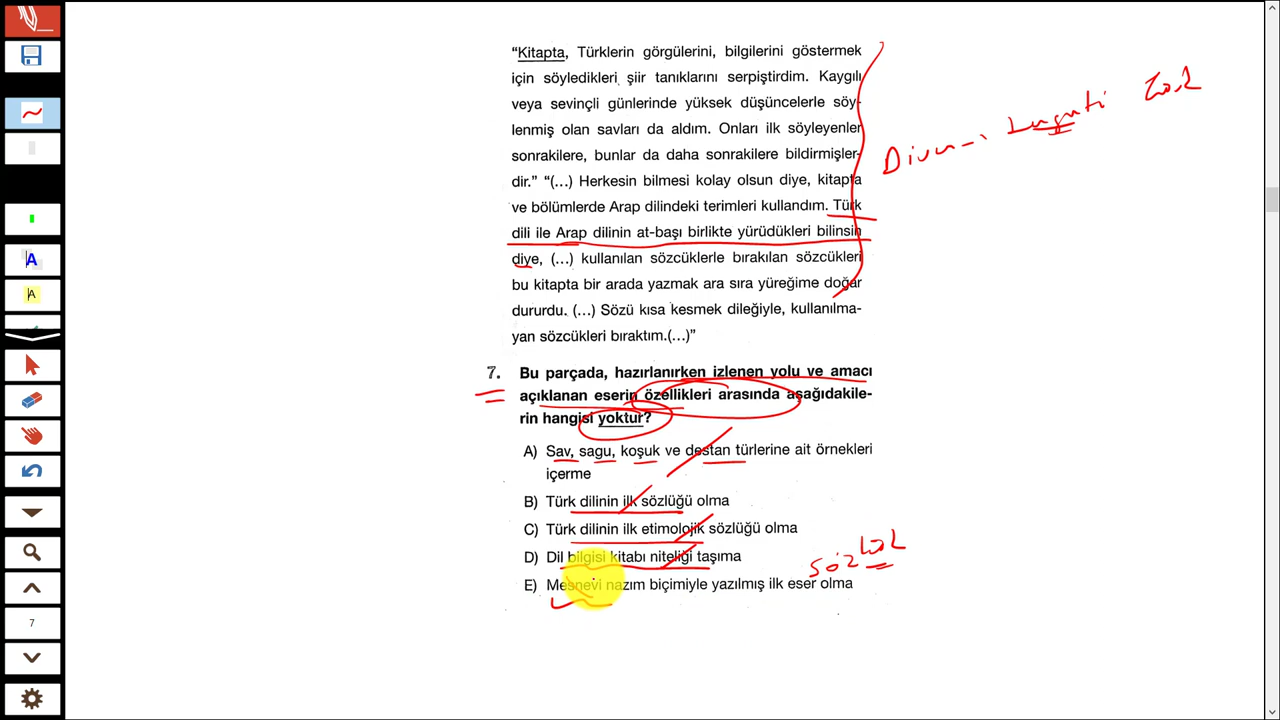 "Kitapta, Türklerin görgülerini, bilgilerini göstermek
için söyledikleri şiir tanıklarını serpiştirdim. Kaygılı
veya sevinçli günlerinde yüksek düşüncelerle söy-
lenmiş olan savları da aldım. Onları ilk söyleyenler
sonrakilere, bunlar da daha sonrakilere bildirmişler-
dir." "(...) Herkesin bilmesi kolay olsun diye, kitapta
ve bölümlerde Arap dilindeki terimleri kullandım. Türk
dili ile Arap dilinin at-başı birlikte yürüdükleri bilinsin
diye, (...) kullanılan sözcüklerle bırakılan sözcükleri
bu kitapta bir arada yazmak ara sıra yüreğime doğar
dururdu. (...) Sözü kısa kesmek dileğiyle, kullanılma-
yan sözcükleri bıraktım.(...)"
Divan-ı Lugati
7. Bu parçada, hazırlanırken izlenen yolu ve amacı
açıklanan eserin özellikleri arasında aşağıdakile-
rin hangisi yoktur?
A) Sav, sagu, koşuk ve destan türlerine ait örnekleri
içerme
B) Türk dilinin ilk sözlüğü olma
C) Türk dilinin ilk etimolojik sözlüğü olma
D) Dil bilgisi kitabı niteliği taşıma
E) Mesnevi nazım biçimiyle yazılmış ilk eser olma
sözlük
A
A
7